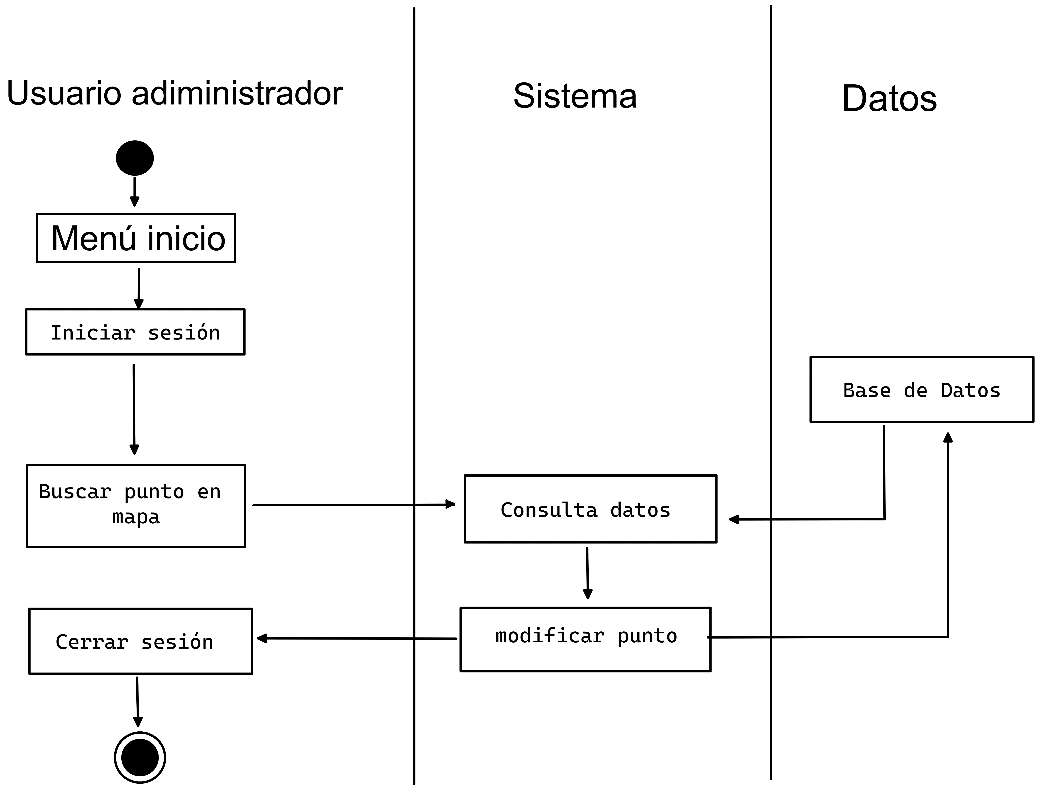 Usuario adiministrador
Sistema
Datos
Menú inicio
Iniciar sesión
Base de Datos
Buscar punto en
mapa
Consulta datos
Cerrar sesión
modificar punto